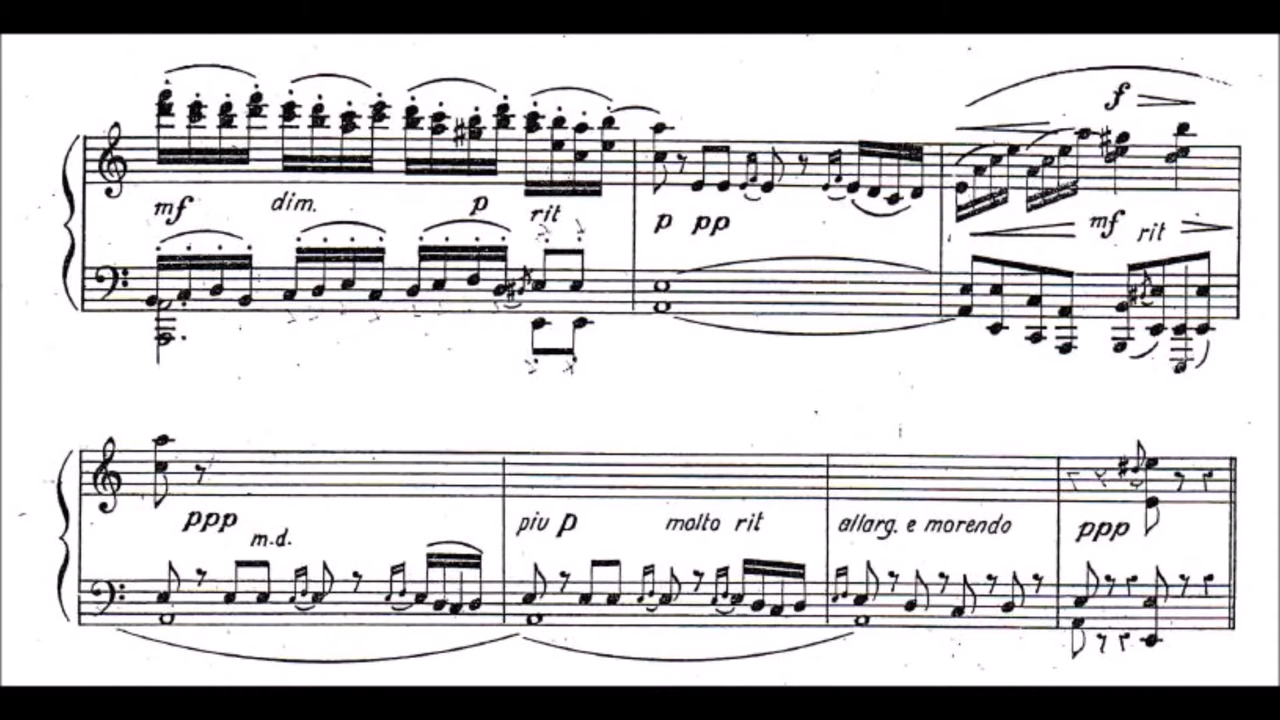 f
mf dim. p rit p pp mf rit
ppp m.d. piu p molto rit allarg. e morendo ppp